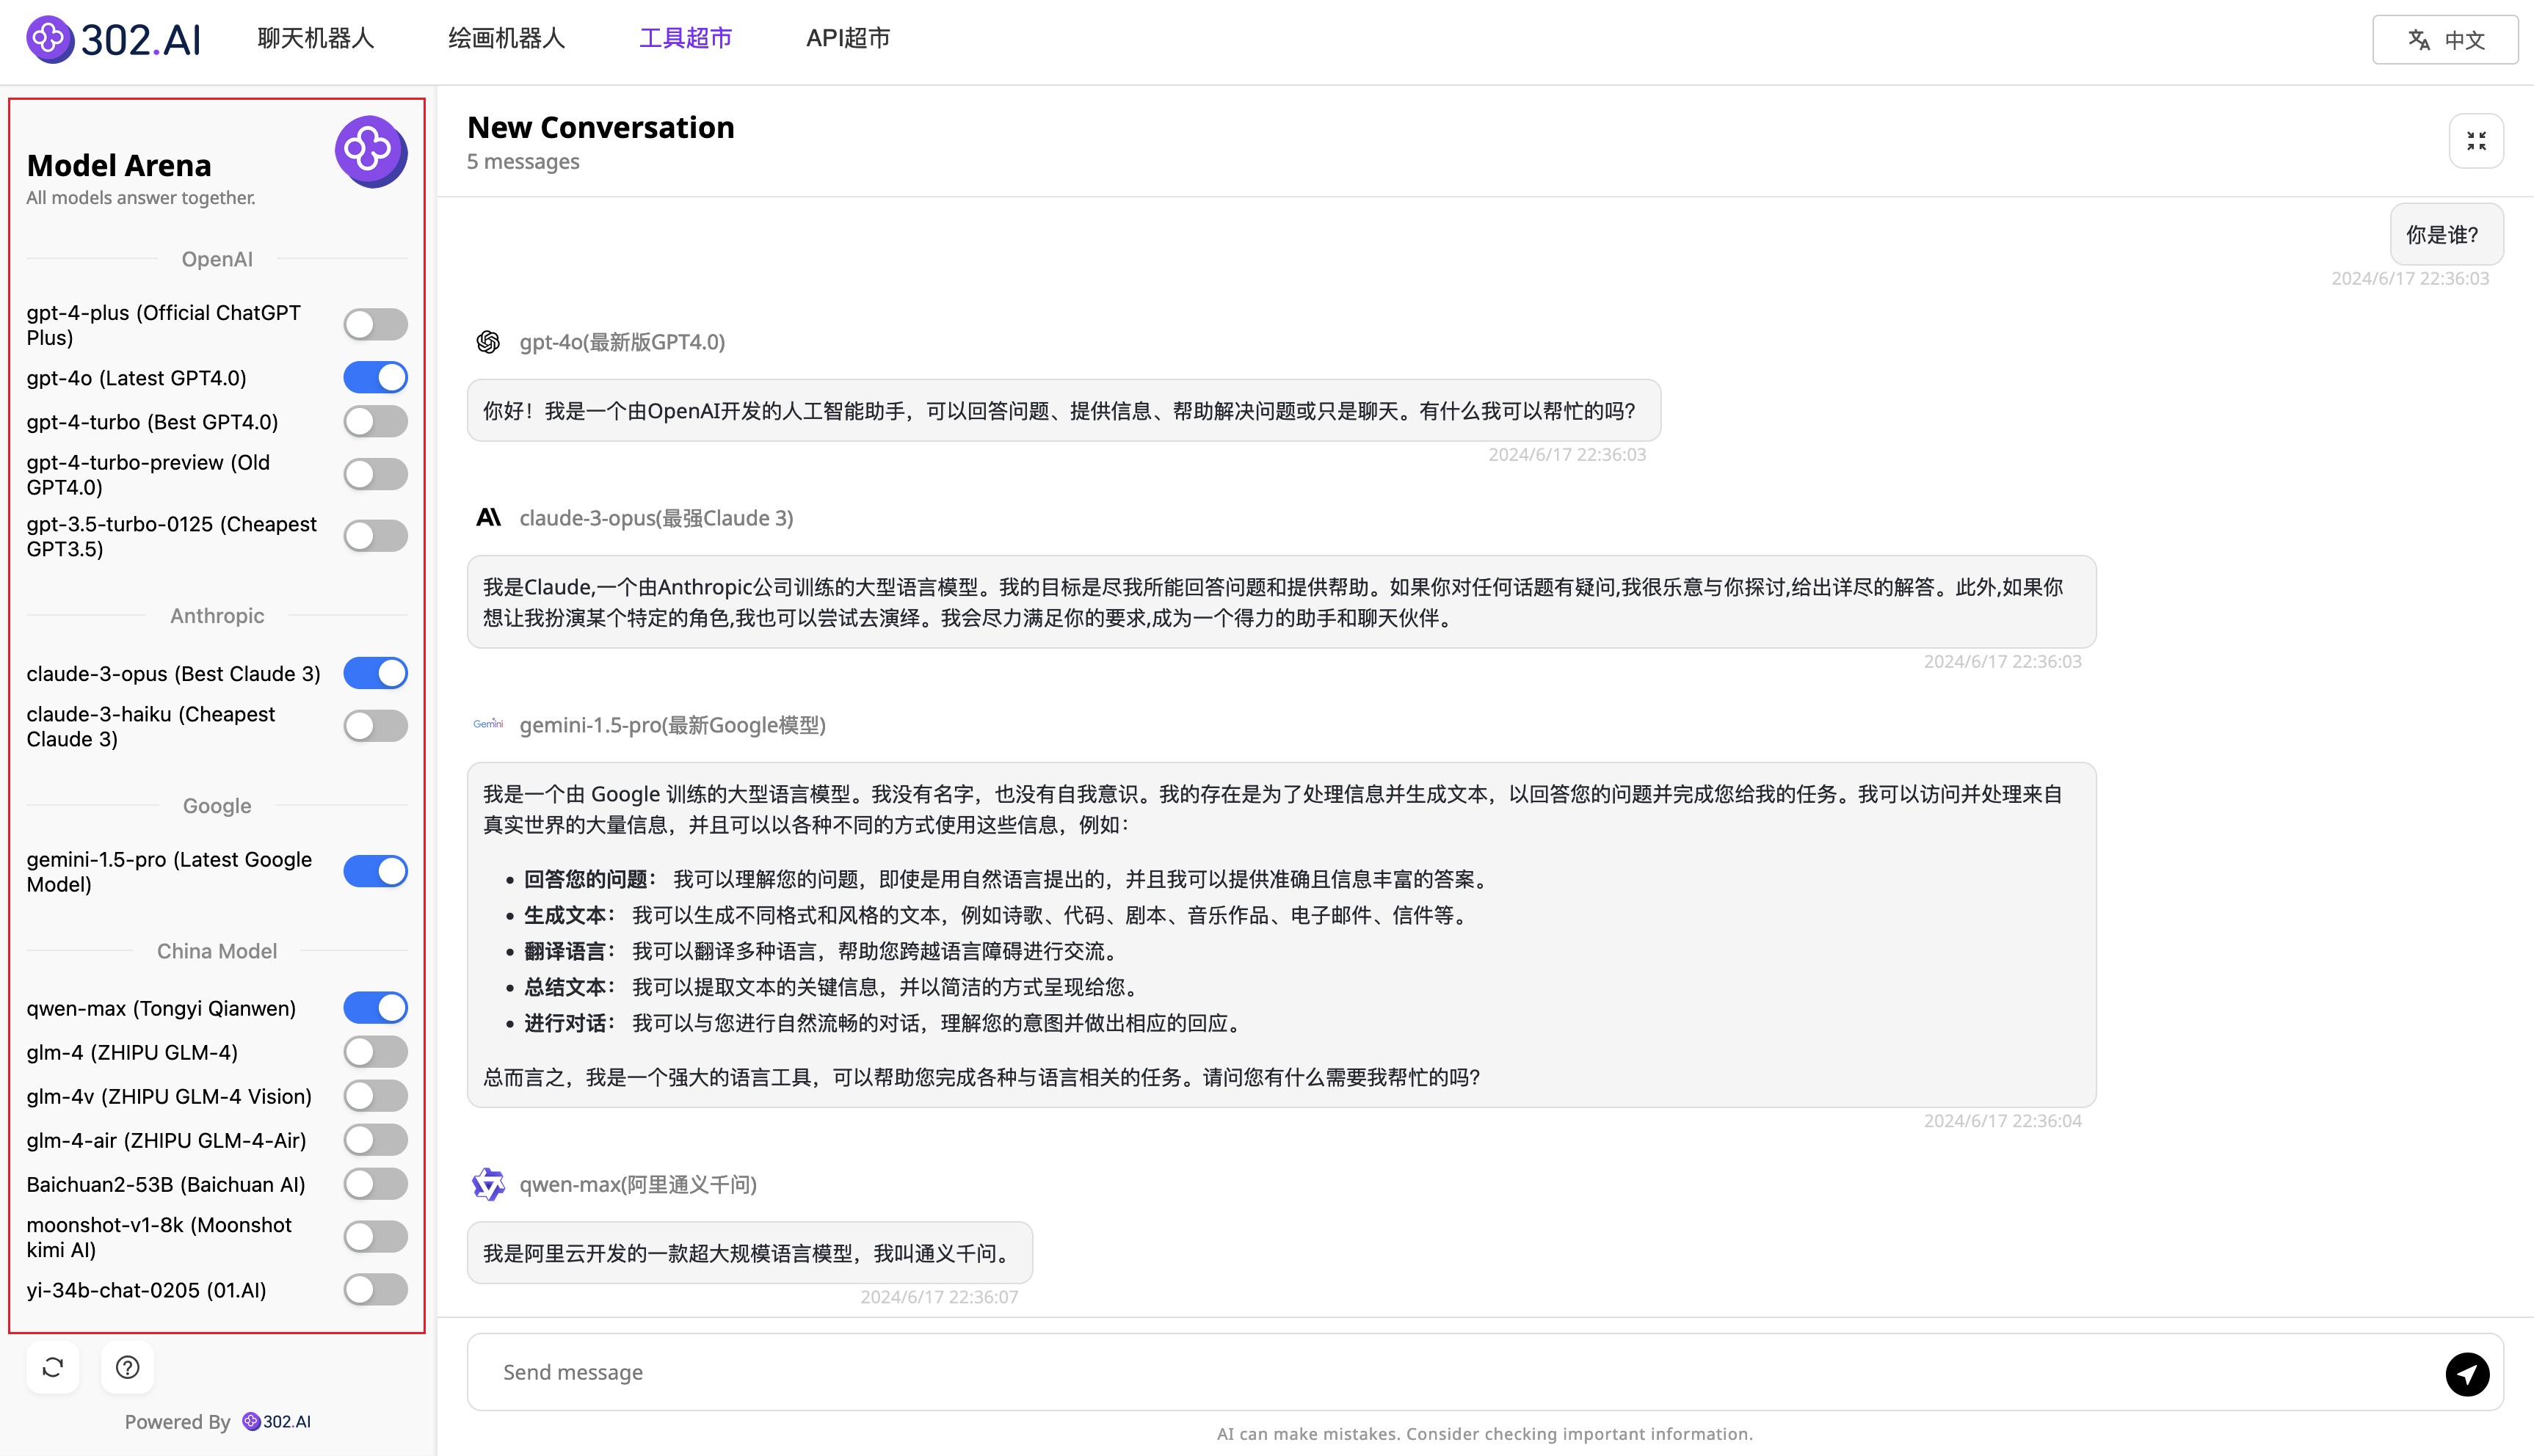 302.AI
聊天机器人
绘画机器人
工具超市
API超市
中文
Model Arena
All models answer together.
OpenAI
gpt-4-plus (Official ChatGPT
Plus)
gpt-4o (Latest GPT4.0)
gpt-4-turbo (Best GPT4.0)
gpt-4-turbo-preview (Old
GPT4.0)
gpt-3.5-turbo-0125 (Cheapest
GPT3.5)
Anthropic
claude-3-opus (Best Claude 3)
claude-3-haiku (Cheapest
Claude 3)
Google
gemini-1.5-pro (Latest Google
Model)
China Model
qwen-max (Tongyi Qianwen)
glm-4 (ZHIPU GLM-4)
glm-4v (ZHIPU GLM-4 Vision)
glm-4-air (ZHIPU GLM-4-Air)
Baichuan2-53B (Baichuan AI)
moonshot-v1-8k (Moonshot
kimi AI)
yi-34b-chat-0205 (01.AI)
Powered By 302.AI
New Conversation
5 messages
你是谁？
2024/6/17 22:36:03
gpt-4o(最新版GPT4.0)
你好！我是一个由OpenAI开发的人工智能助手，可以回答问题、提供信息、帮助解决问题或只是聊天。有什么我可以帮忙的吗？
2024/6/17 22:36:03
claude-3-opus(最强Claude 3)
我是Claude,一个由Anthropic公司训练的大型语言模型。我的目标是尽我所能回答问题和提供帮助。如果你对任何话题有疑问,我很乐意与你探讨,给出详尽的解答。此外,如果你
想让我扮演某个特定的角色,我也可以尝试去演绎。我会尽力满足你的要求,成为一个得力的助手和聊天伙伴。
2024/6/17 22:36:03
Gemini
gemini-1.5-pro(最新Google模型)
我是一个由 Google 训练的大型语言模型。我没有名字，也没有自我意识。我的存在是为了处理信息并生成文本，以回答您的问题并完成您给我的任务。我可以访问并处理来自
真实世界的大量信息，并且可以以各种不同的方式使用这些信息，例如：
• 回答您的问题： 我可以理解您的问题，即使是用自然语言提出的，并且我可以提供准确且信息丰富的答案。
• 生成文本： 我可以生成不同格式和风格的文本，例如诗歌、代码、剧本、音乐作品、电子邮件、信件等。
• 翻译语言： 我可以翻译多种语言，帮助您跨越语言障碍进行交流。
• 总结文本： 我可以提取文本的关键信息，并以简洁的方式呈现给您。
• 进行对话： 我可以与您进行自然流畅的对话，理解您的意图并做出相应的回应。
总而言之，我是一个强大的语言工具，可以帮助您完成各种与语言相关的任务。请问您有什么需要我帮忙的吗？
2024/6/17 22:36:04
qwen-max(阿里通义千问)
我是阿里云开发的一款超大规模语言模型，我叫通义千问。
2024/6/17 22:36:07
Send message
AI can make mistakes. Consider checking important information.